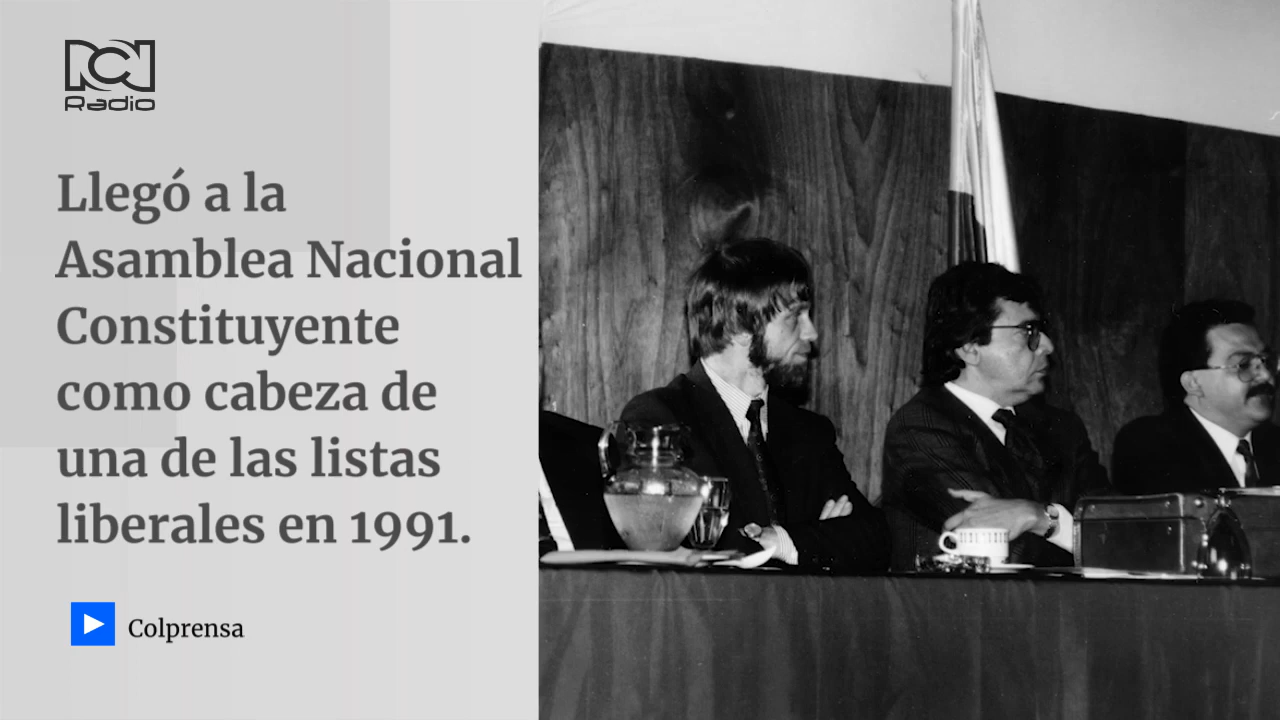 RCN
Radio
Llegó a la
Asamblea Nacional
Constituyente
como cabeza de
una de las listas
liberales en 1991.
Colprensa